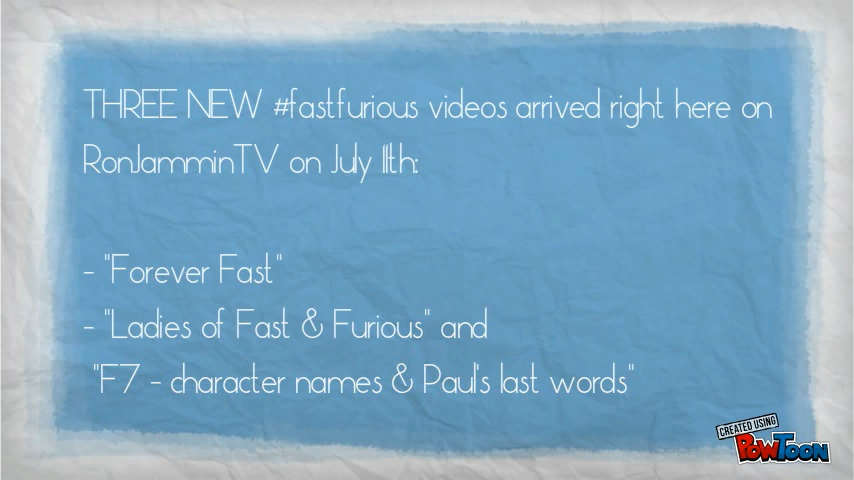 THREE NEW #fastfurious videos arrived right here on
RonJamminTV on July 11th:
- "Forever Fast"
- "Ladies of Fast & Furious" and
"F7 - character names & Paul's last words"
CREATED USING
POWTOON